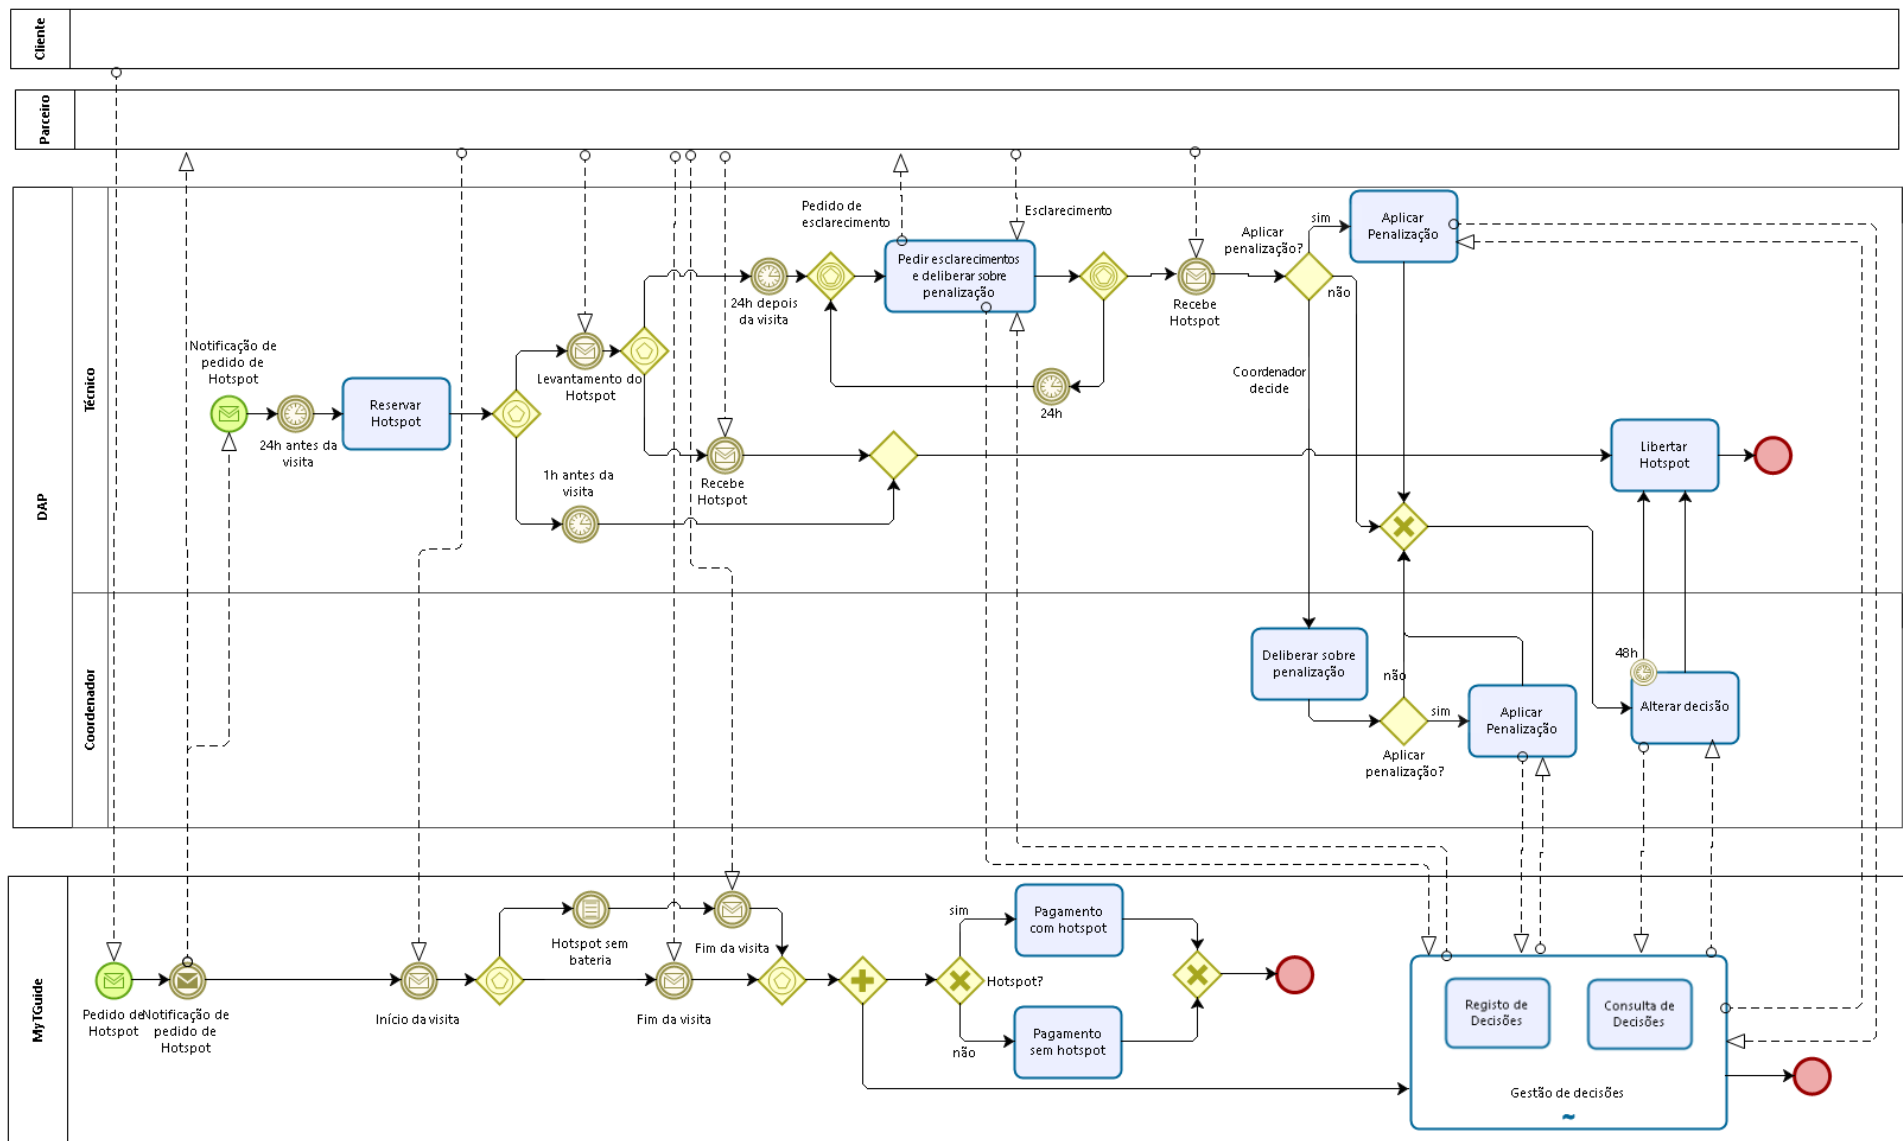 Cliente
Parceiro
DAP
Técnico
Coordenador
MyTGuide
Notificação de
pedido de
Hotspot
24h antes da
visita
Reservar
Hotspot
Levantamento do
Hotspot
1h antes da
visita
24h depois
da visita
Recebe
Hotspot
Pedido de
esclarecimento
Pedir esclarecimentos
e deliberar sobre
penalização
Esclarecimento
24h
Recebe
Hotspot
Aplicar
penalização?
sim
não
Coordenador
decide
Aplicar
Penalização
Libertar
Hotspot
Deliberar sobre
penalização
não
sim
Aplicar
penalização?
Aplicar
Penalização
48h
Alterar decisão
Pedido de
Hotspot
Notificação de
pedido de
Hotspot
Início da visita
Hotspot sem
bateria
Fim da visita
Fim da visita
Hotspot?
sim
não
Pagamento
com hotspot
Pagamento
sem hotspot
Registo de
Decisões
Consulta de
Decisões
Gestão de decisões